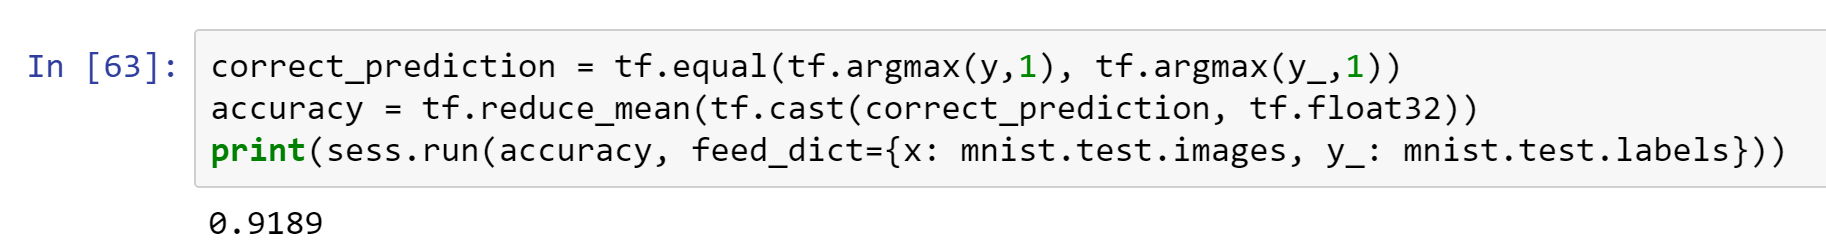 In [63]: correct_prediction = tf.equal(tf.argmax(y,1), tf.argmax(y_,1))
accuracy = tf.reduce_mean(tf.cast(correct_prediction, tf.float32))
print(sess.run(accuracy, feed_dict={x: mnist.test.images, y_: mnist.test.labels}))
0.9189